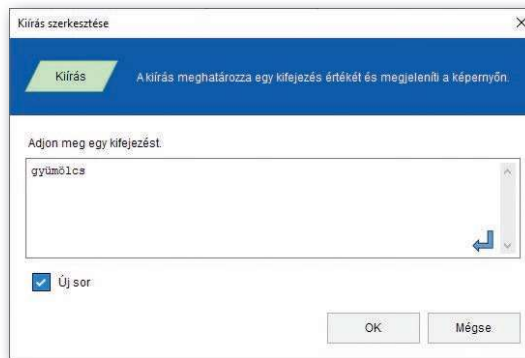 Kiírás szerkesztése
Kiírás
A kiírás meghatározza egy kifejezés értékét és megjeleníti a képernyőn.
Adjon meg egy kifejezést.
gyümölcs
Új sor
OK
Mégse